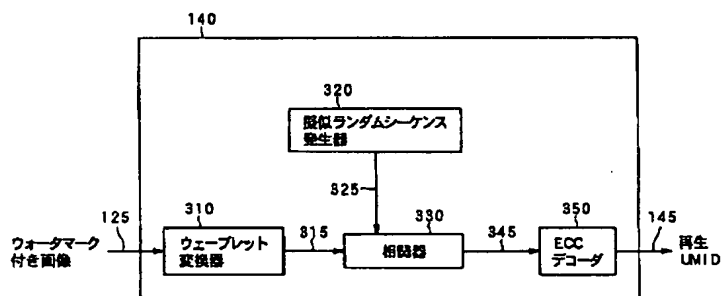 140
320
擬似ランダムシーケンス
発生器
325
125
310
315
330
345
350
145
ウォータマーク
付き画像
ウェーブレット
変換器
相関器
ECC
デコーダ
再生
UMID